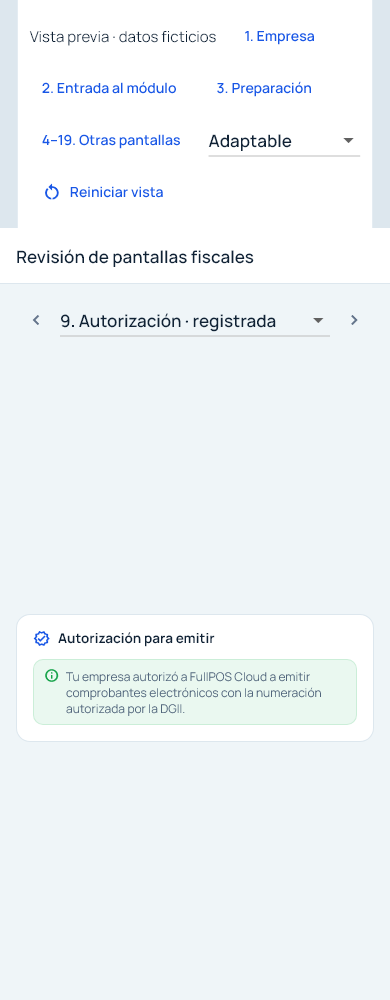 Vista previa · datos ficticios
1. Empresa
2. Entrada al módulo
3. Preparación
4–19. Otras pantallas
Adaptable
Reiniciar vista
Revisión de pantallas fiscales
9. Autorización · registrada
Autorización para emitir
Tu empresa autorizó a FullPOS Cloud a emitir
comprobantes electrónicos con la numeración
autorizada por la DGII.